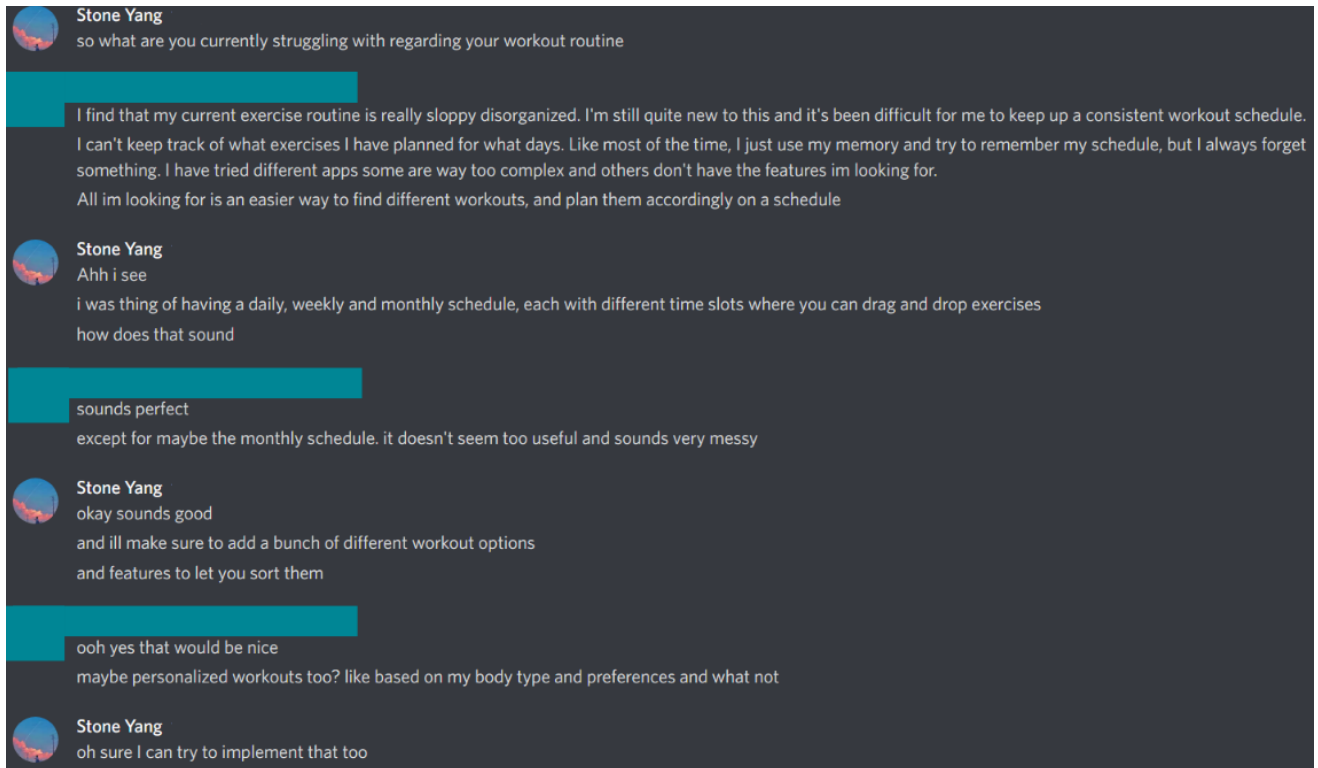 Stone Yang
so what are you currently struggling with regarding your workout routine
I find that my current exercise routine is really sloppy disorganized. I'm still quite new to this and it's been difficult for me to keep up a consistent workout schedule.
I can't keep track of what exercises I have planned for what days. Like most of the time, I just use my memory and try to remember my schedule, but I always forget
something. I have tried different apps some are way too complex and others don't have the features im looking for.
All im looking for is an easier way to find different workouts, and plan them accordingly on a schedule
Stone Yang
Ahh i see
i was thing of having a daily, weekly and monthly schedule, each with different time slots where you can drag and drop exercises
how does that sound
sounds perfect
except for maybe the monthly schedule. it doesn't seem too useful and sounds very messy
Stone Yang
okay sounds good
and ill make sure to add a bunch of different workout options
and features to let you sort them
ooh yes that would be nice
maybe personalized workouts too? like based on my body type and preferences and what not
Stone Yang
oh sure I can try to implement that too